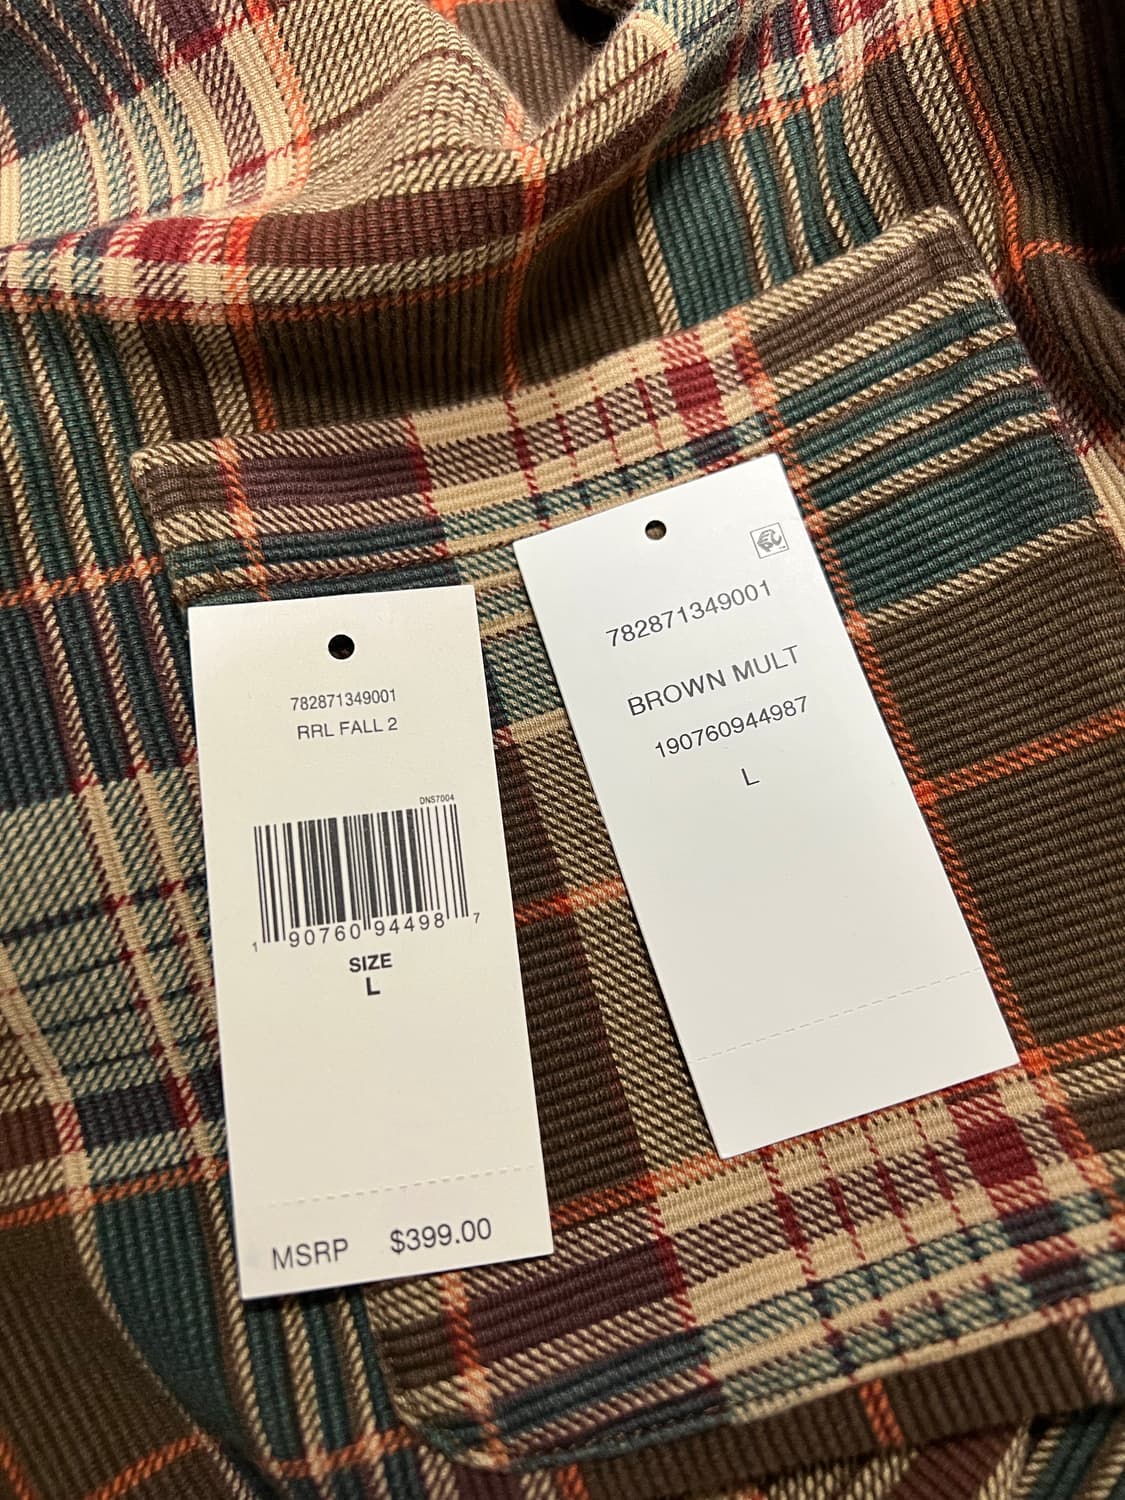 782871349001
RRL FALL 2
DNS7004
1 90760 94498 7
SIZE
L
MSRP $399.00
782871349001
BROWN MULT
190760944987
L